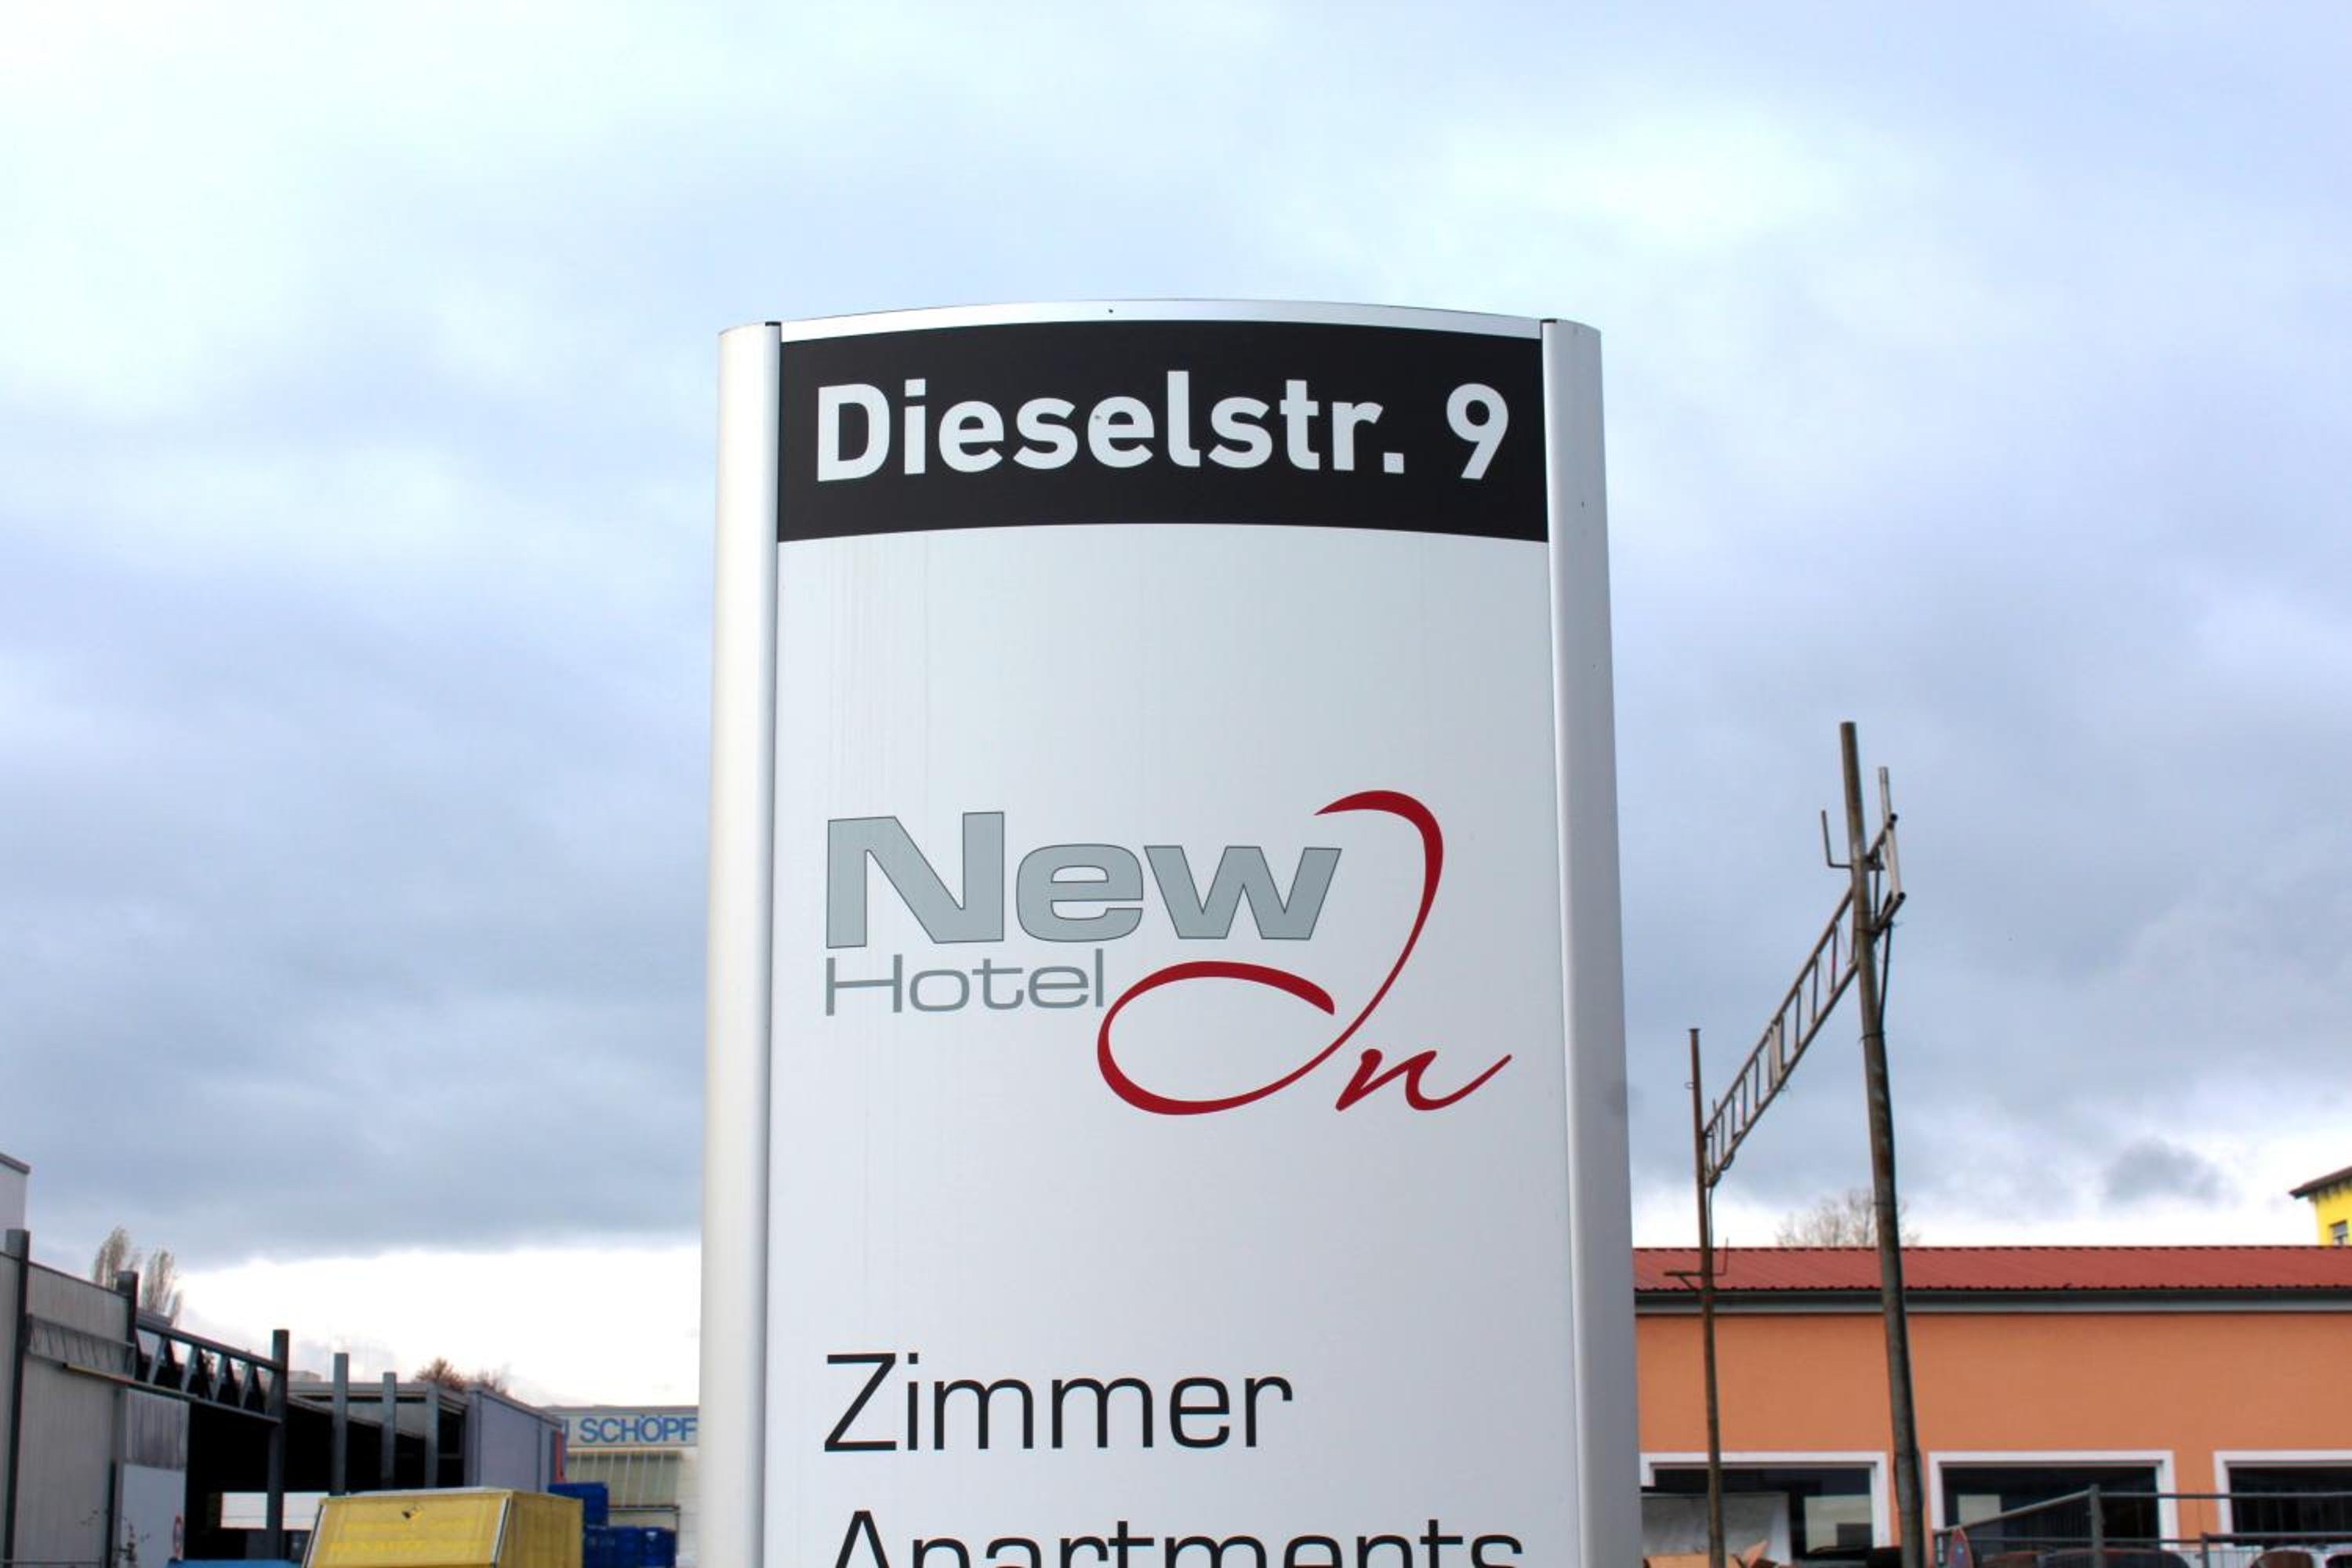 Dieselstr. 9
New
Hotel In
Zimmer
Apartments
SCHÖPF